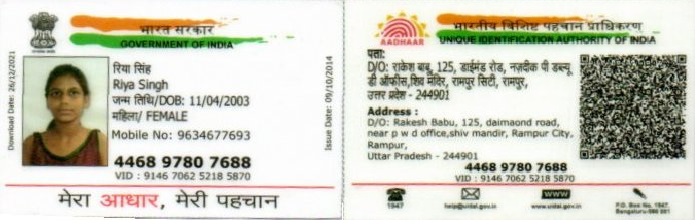 भारत सरकार
GOVERNMENT OF INDIA
Download Date: 26/12/2021
रिया सिंह
Riya Singh
जन्म तिथि/DOB: 11/04/2003
महिला/ FEMALE
Mobile No: 9634677693
Issue Date: 09/10/2014
4468 9780 7688
VID : 9146 7062 5218 5870
मेरा आधार, मेरी पहचान
AADHAAR
भारतीय विशिष्ट पहचान प्राधिकरण
UNIQUE IDENTIFICATION AUTHORITY OF INDIA
पता:
D/O: राकेश बाबू, 125, डाईमंड रोड, नज़दीक पी डब्ल्यू
डी ऑफीस,शिव मंदिर, रामपुर सिटी, रामपुर,
उत्तर प्रदेश - 244901
Address :
D/O: Rakesh Babu, 125, daimaond road,
near p w d office,shiv mandir, Rampur City,
Rampur,
Uttar Pradesh - 244901
4468 9780 7688
VID : 9146 7062 5218 5870
1947
help@uidai.gov.in
www
www.uidai.gov.in
P.O. Box No. 1947,
Bengaluru-560 001